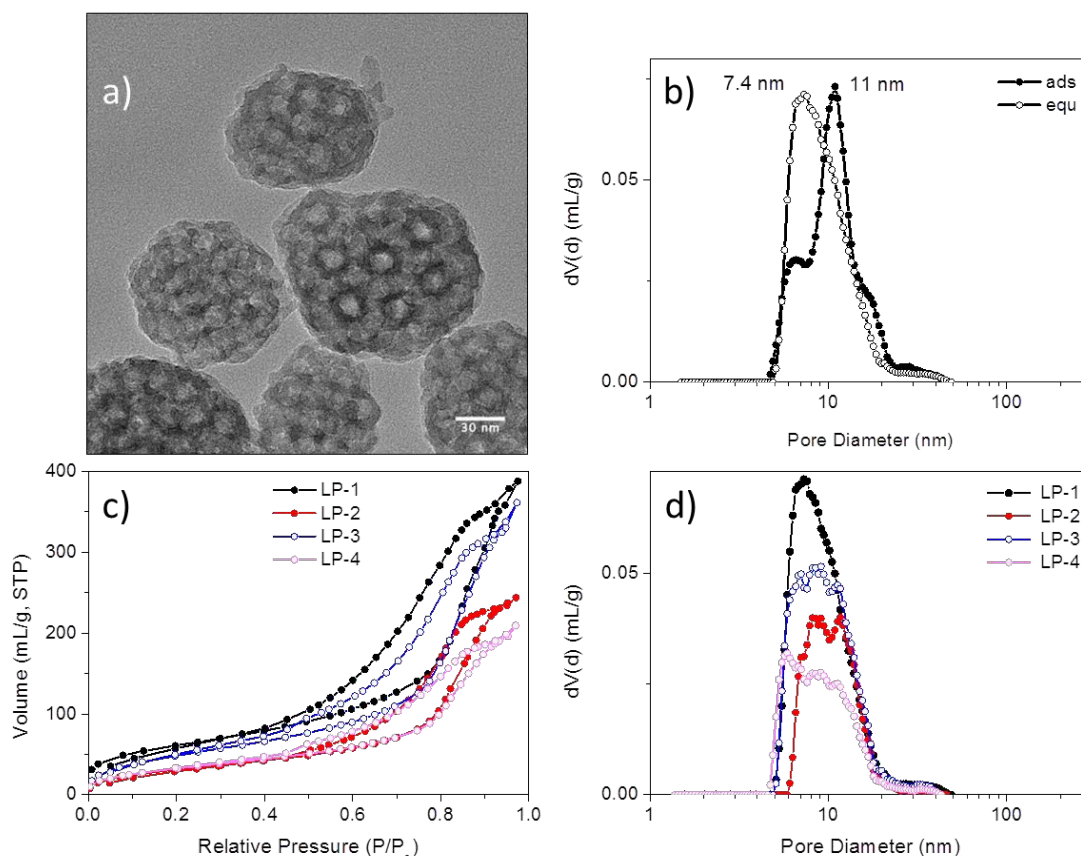 a)
30 nm
b)
7.4 nm
11 nm
ads
equ
0.05
0.00
dV(d) (mL/g)
1
10
100
Pore Diameter (nm)
c)
LP-1
LP-2
LP-3
LP-4
400
300
200
100
0
Volume (mL/g, STP)
0.0
0.2
0.4
0.6
0.8
1.0
Relative Pressure (P/P
d)
LP-1
LP-2
LP-3
LP-4
0.05
0.00
dV(d) (mL/g)
1
10
100
Pore Diameter (nm)